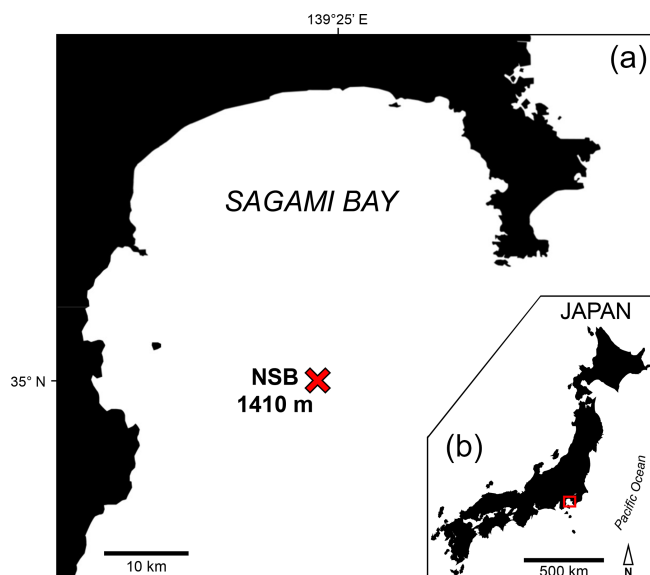 139°25' E
(a)
SAGAMI BAY
JAPAN
35° N
NSB
1410 m
(b)
Pacific Ocean
10 km
500 km
N